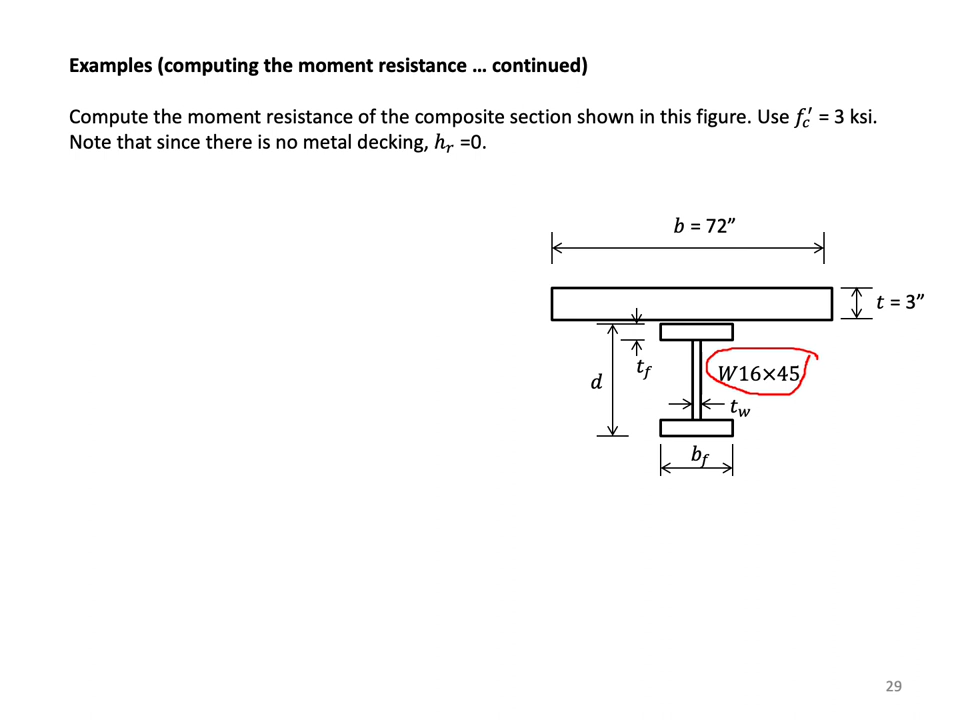 Examples (computing the moment resistance … continued)
Compute the moment resistance of the composite section shown in this figure. Use f′c = 3 ksi.
Note that since there is no metal decking, hr =0.
b = 72”
t = 3”
tf
d
W16×45
tw
bf
29